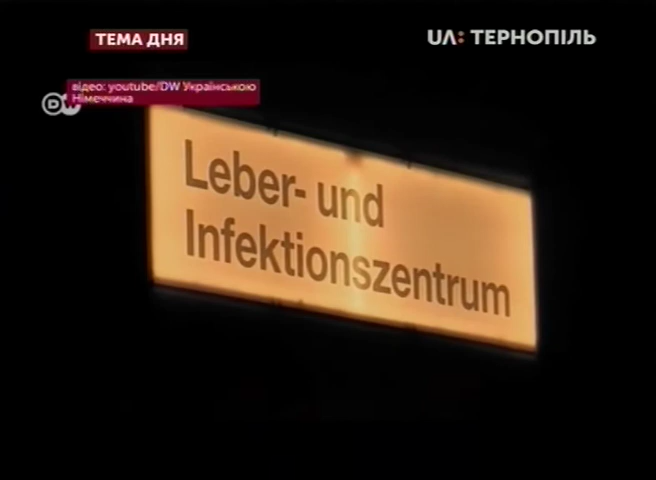 ТЕМА ДНЯ
UA: ТЕРНОПІЛЬ
відео: youtube/DW Українською
Німеччина
DW
Leber- und
Infektionszentrum